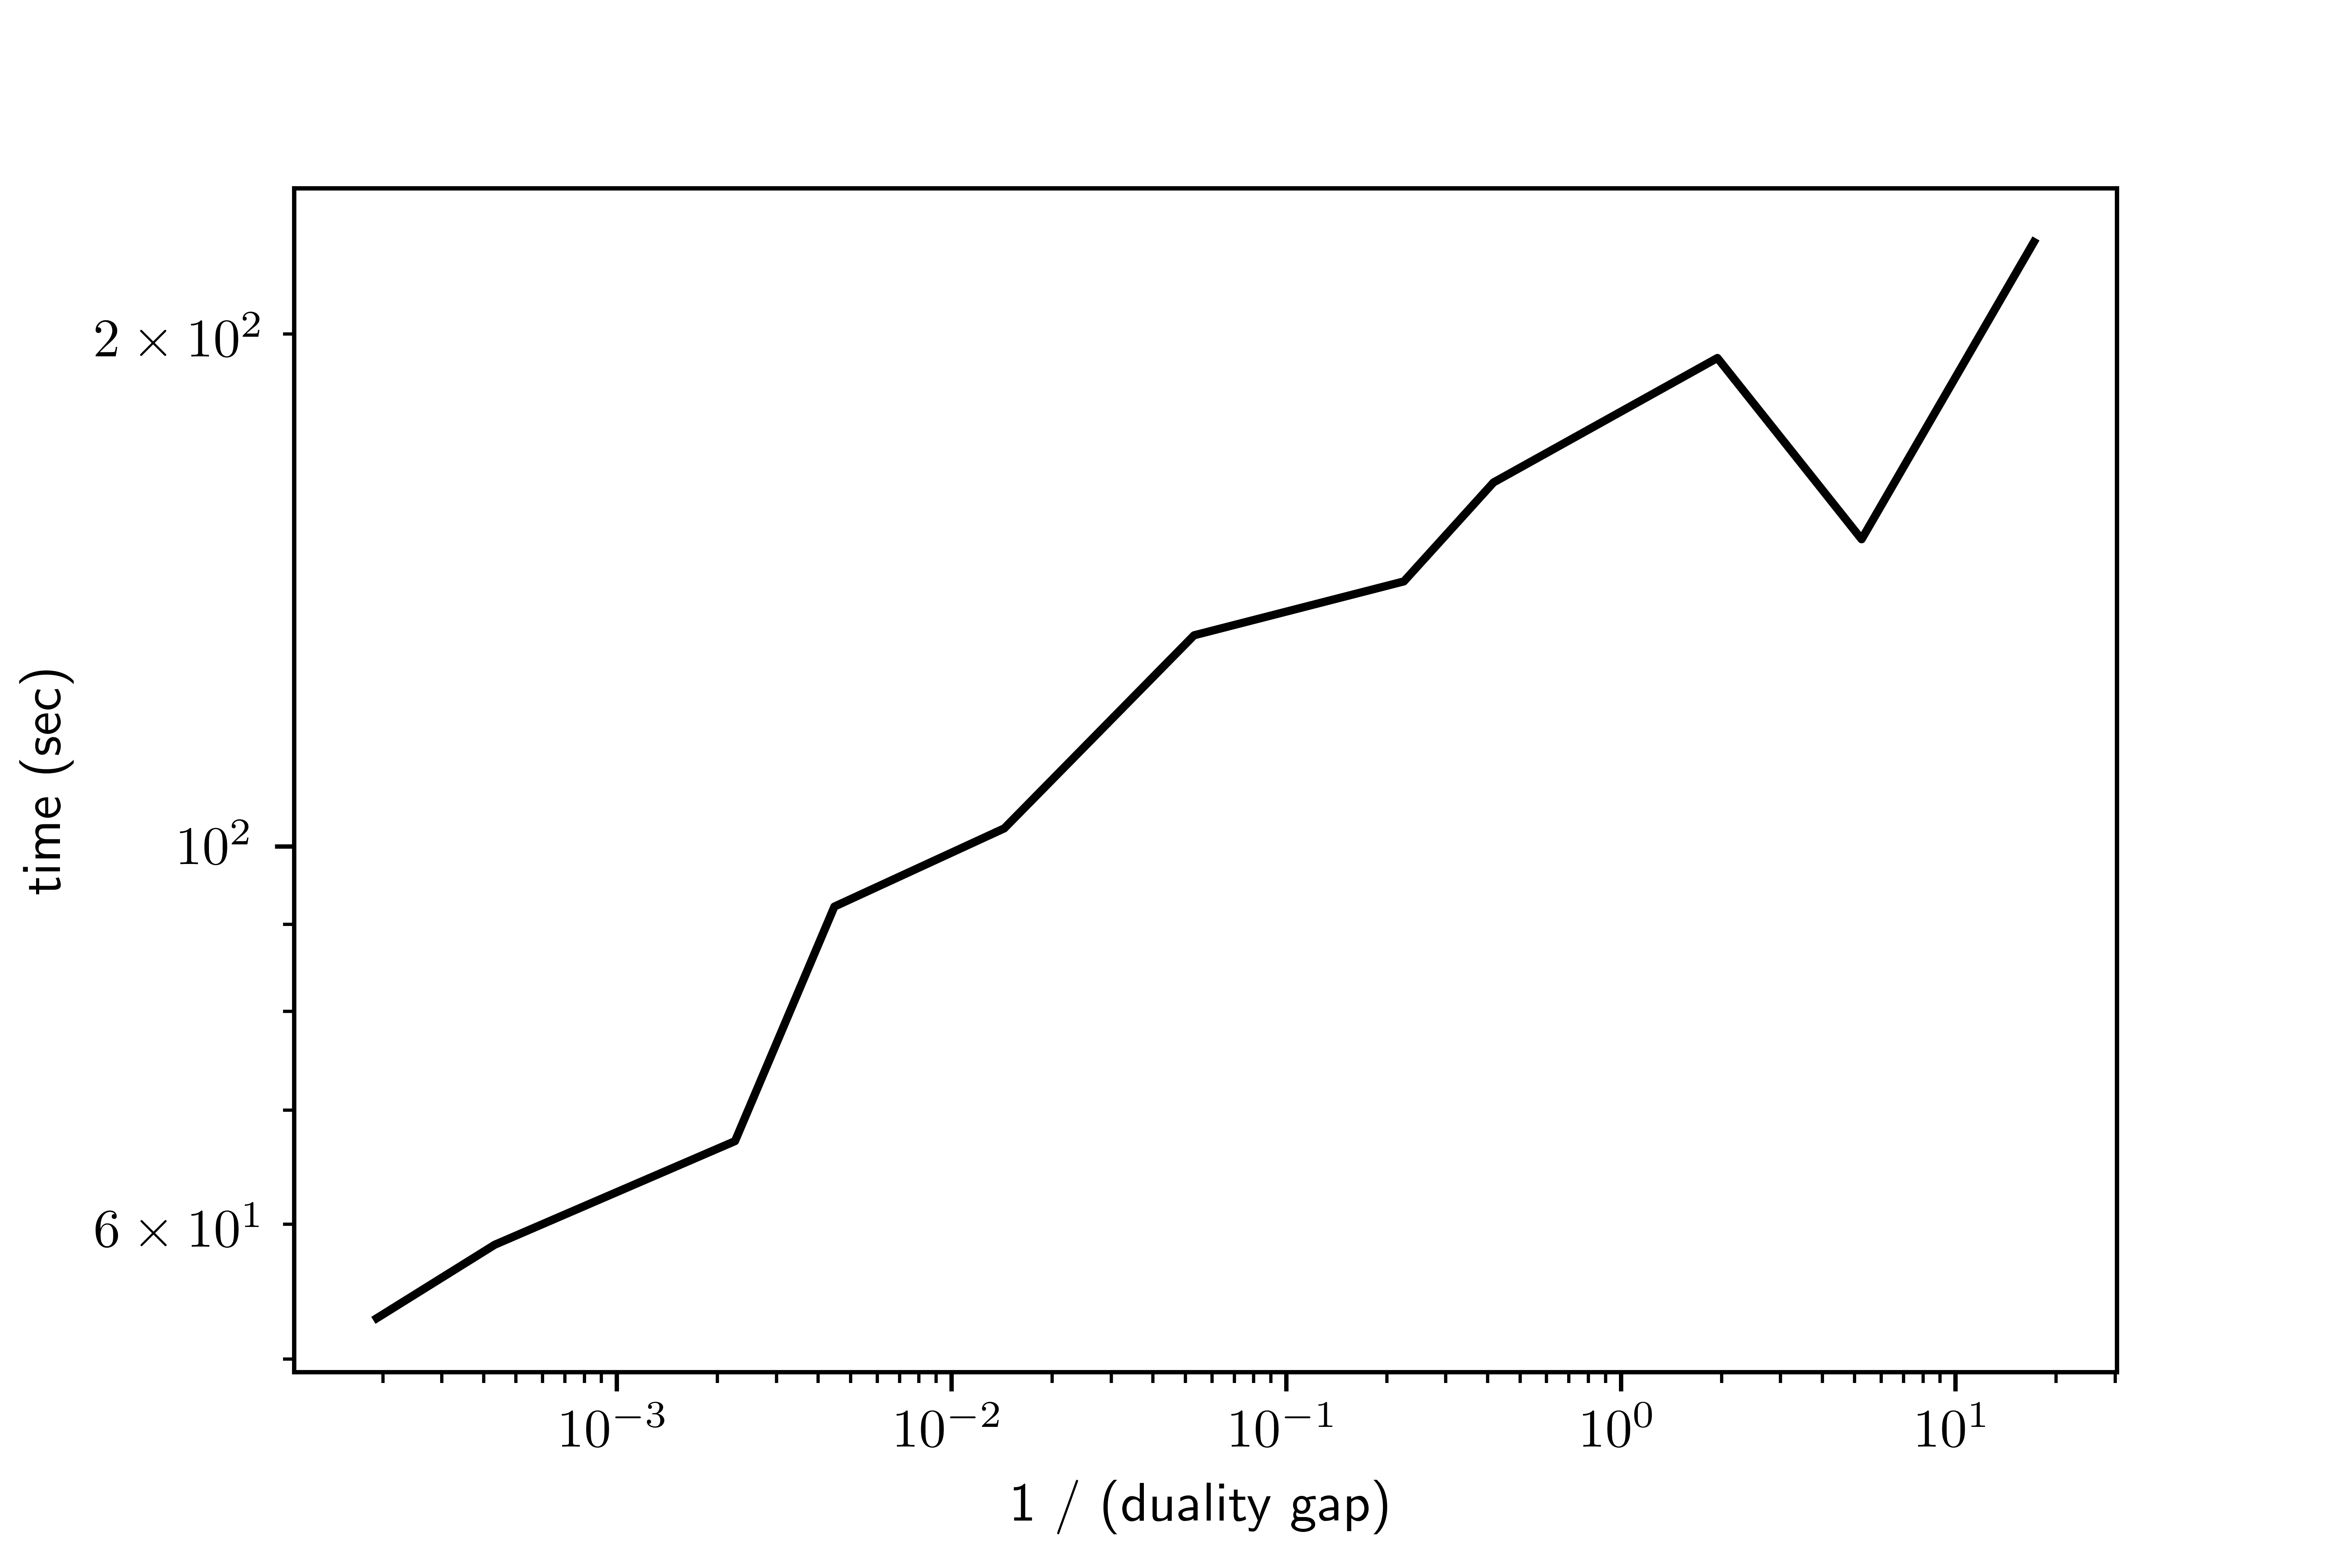 2 × 10²
10²
6 × 10¹
time (sec)
10⁻³ 10⁻² 10⁻¹ 10⁰ 10¹
1 / (duality gap)